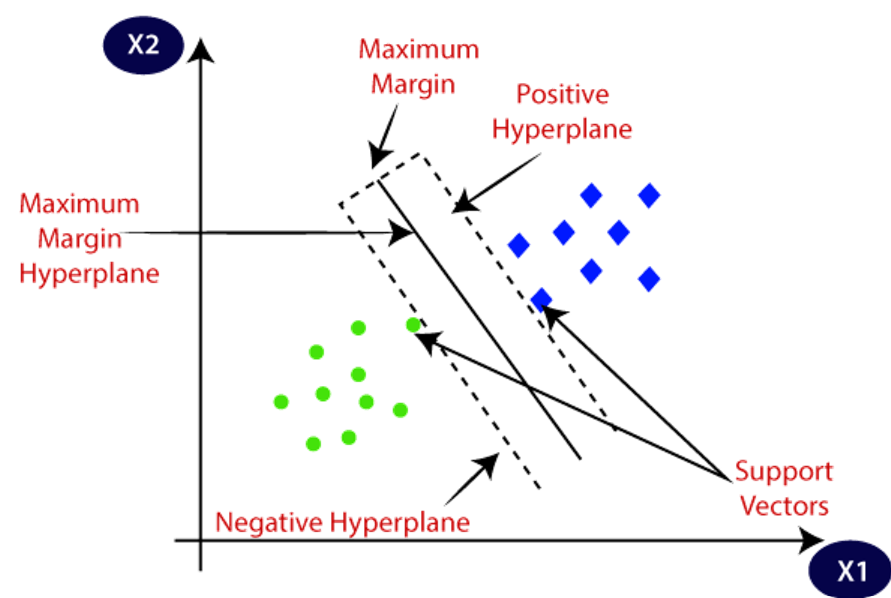 X2
Maximum
Margin
Positive
Hyperplane
Maximum
Margin
Hyperplane
Support
Vectors
Negative Hyperplane
X1